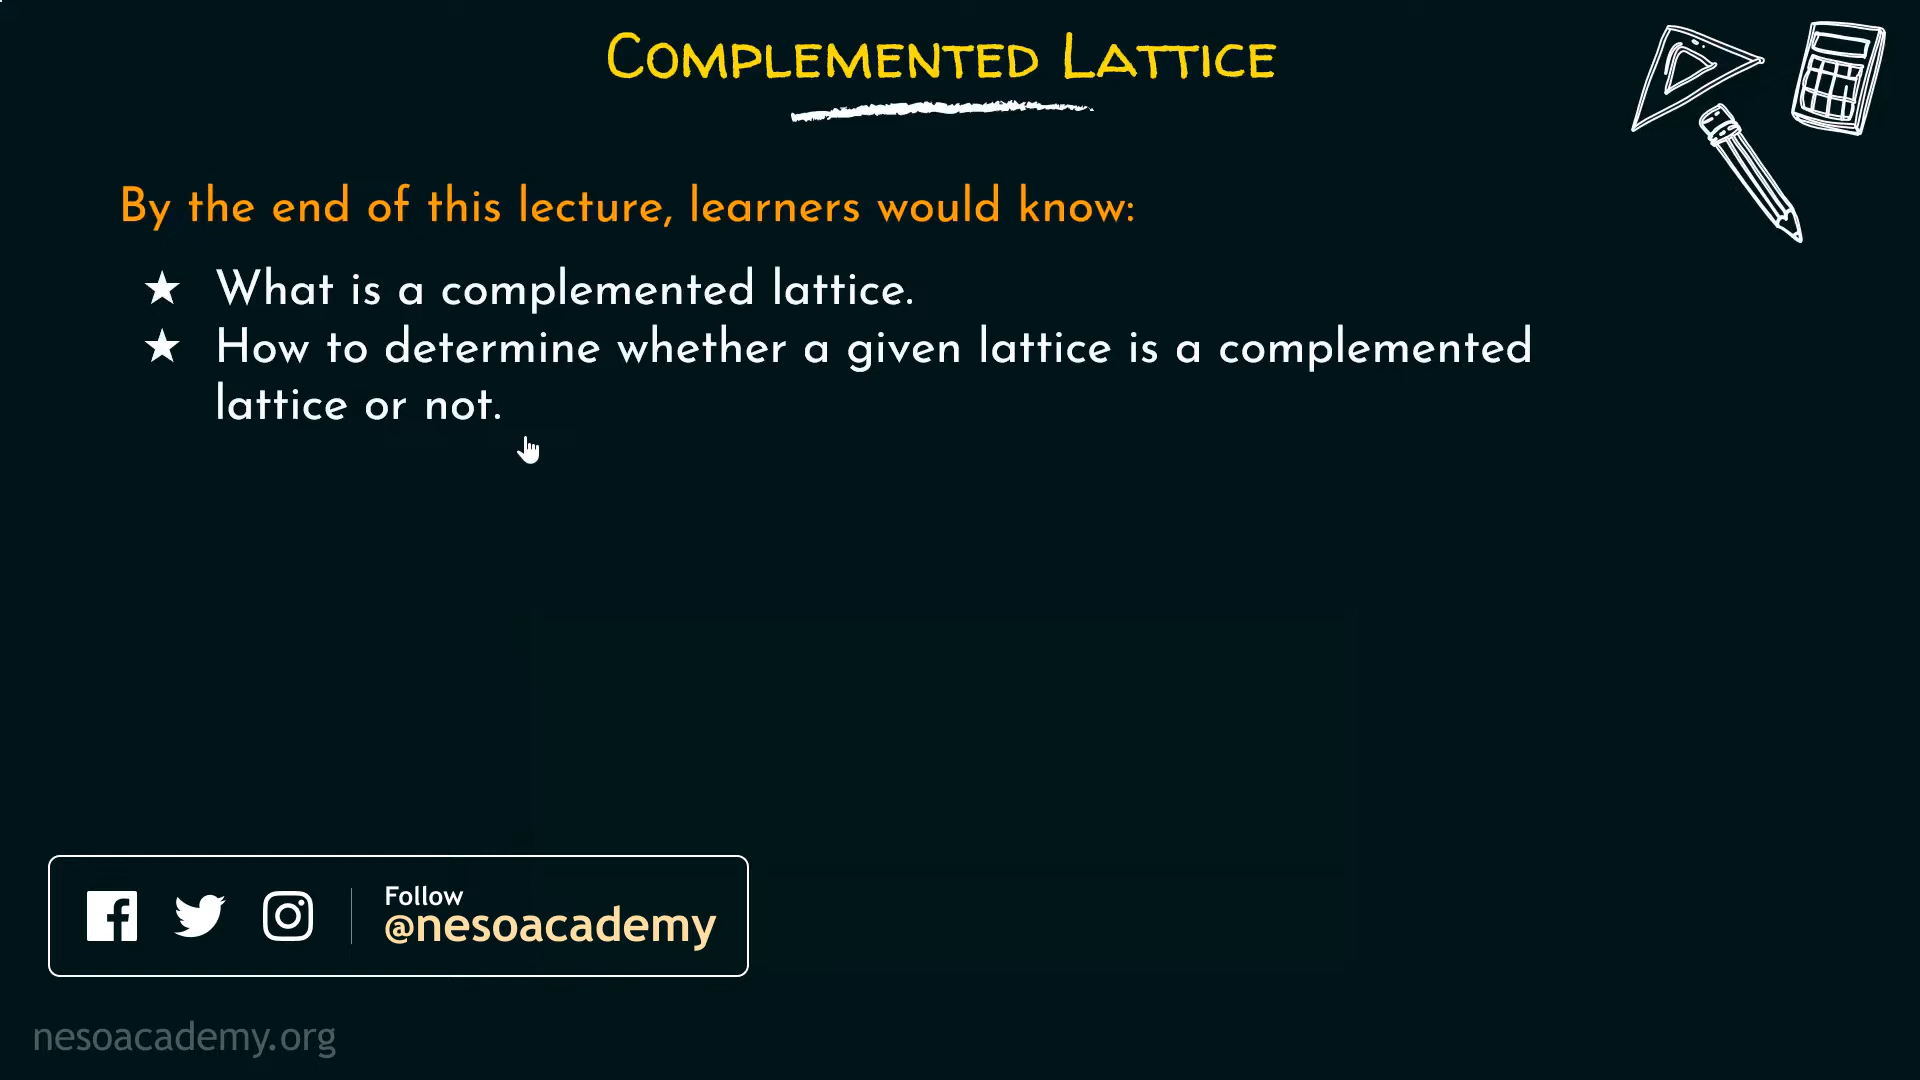 COMPLEMENTED LATTICE
By the end of this lecture, learners would know:
★ What is a complemented lattice.
★ How to determine whether a given lattice is a complemented
lattice or not.
Follow
@nesoacademy
nesoacademy.org